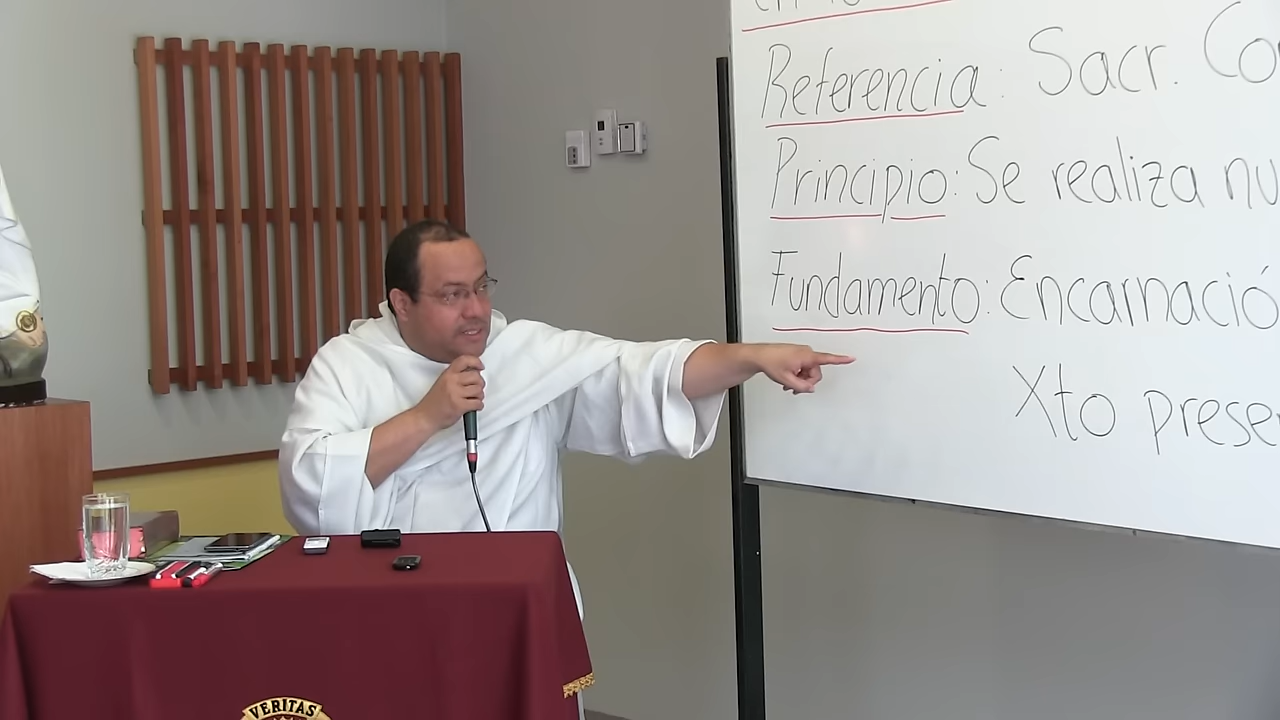 Referencia: Sacr. Co
Principio: Se realiza nu
Fundamento: Encarnació
Xto prese
VERITAS